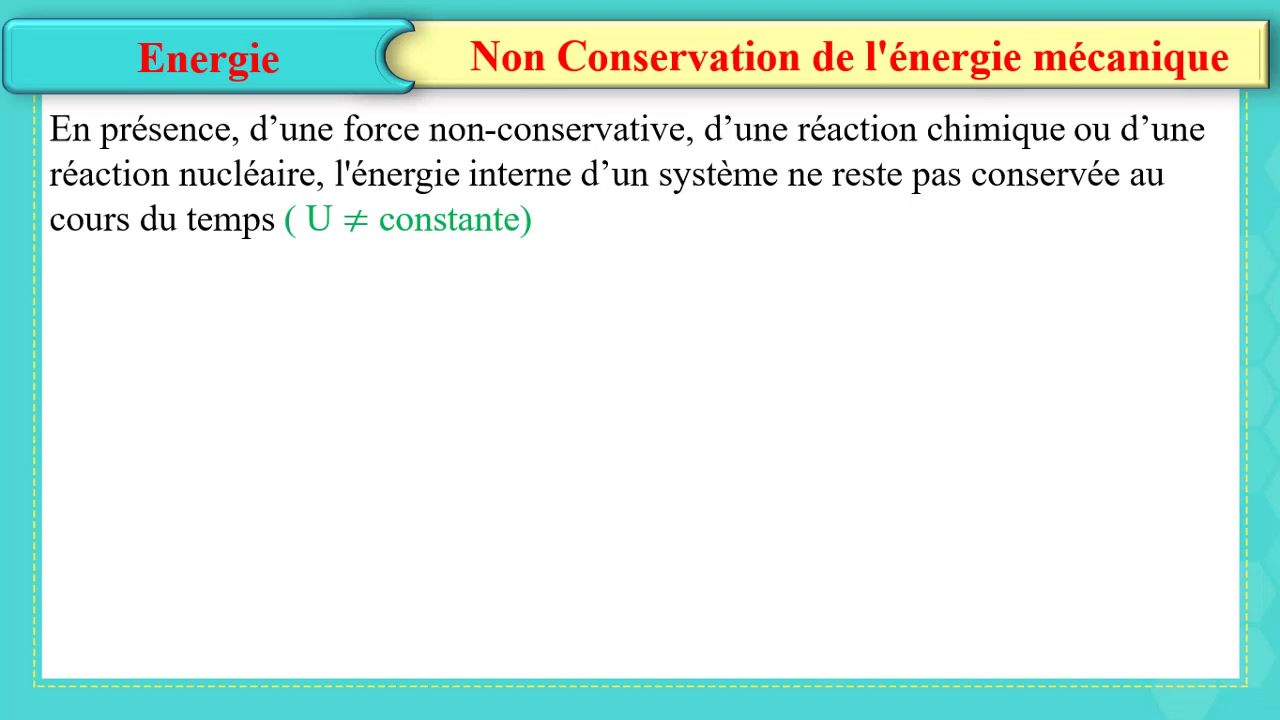 Energie
Non Conservation de l'énergie mécanique
En présence, d’une force non-conservative, d’une réaction chimique ou d’une
réaction nucléaire, l'énergie interne d’un système ne reste pas conservée au
cours du temps ( U ≠ constante)